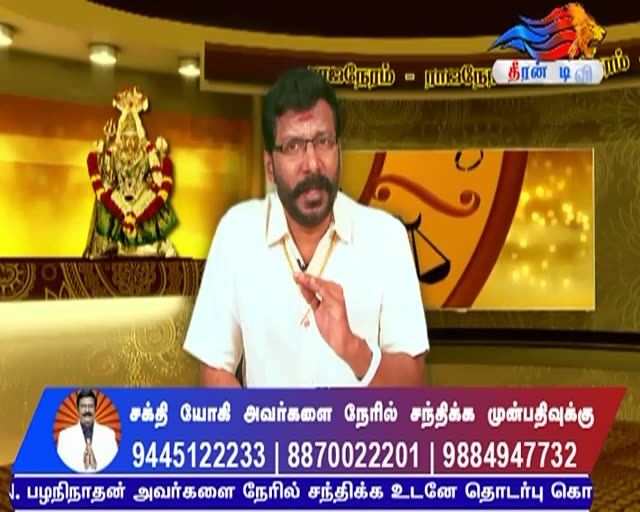 ராஜநேரம் - ராஜநே
ரம் -
திரன் டி வி
சக்தி யோகி அவர்களை நேரில் சந்திக்க முன்பதிவுக்கு
9445122233 | 8870022201 | 9884947732
N. பழநிநாதன் அவர்களை நேரில் சந்திக்க உடனே தொடர்பு கொ